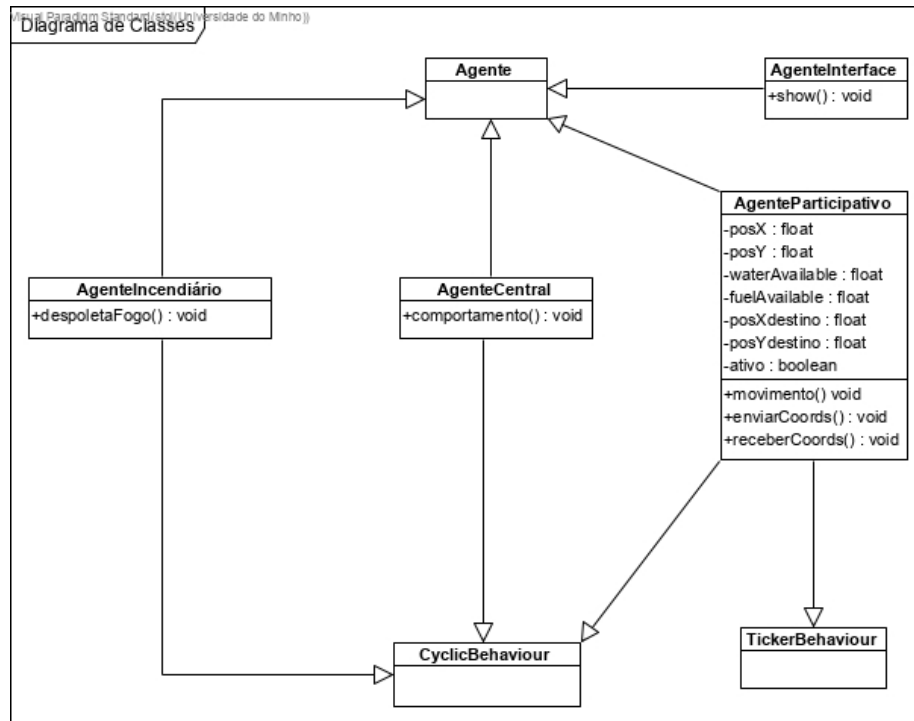 Visual Paradigm Standard(stgl(Universidade do Minho))
Diagrama de Classes
Agente
AgenteInterface
+show() : void
AgenteParticipativo
-posX : float
-posY : float
-waterAvailable : float
-fuelAvailable : float
-posXdestino : float
-posYdestino : float
-ativo : boolean
+movimento() void
+enviarCoords() : void
+receberCoords() : void
AgenteIncendiário
+despoletaFogo() : void
AgenteCentral
+comportamento() : void
CyclicBehaviour
TickerBehaviour